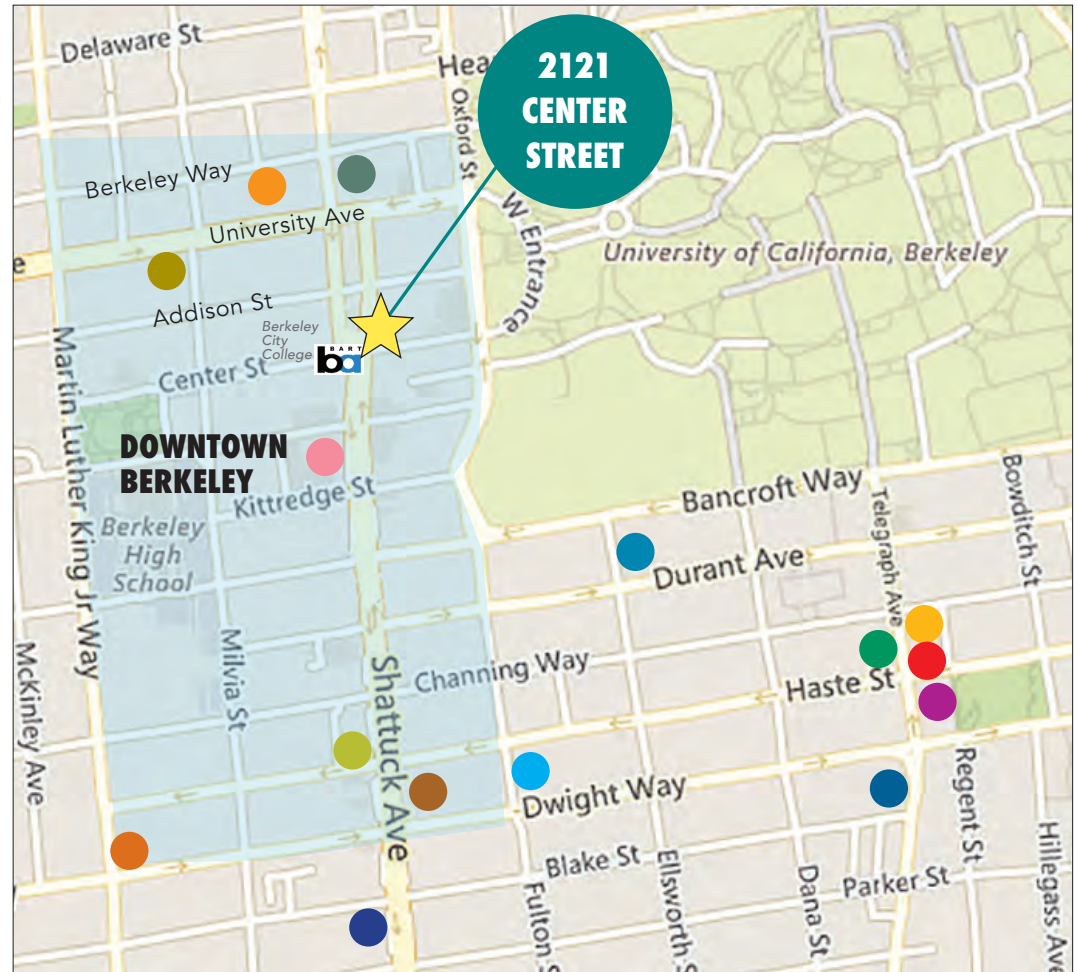 Delaware St
Hea
Oxford St
2121
CENTER
STREET
Berkeley Way
University Ave
W Entrance
University of California, Berkeley
e
Addison St
Berkeley
City
College
BART
ba
Center St
Martin Luther King Jr Way
DOWNTOWN
BERKELEY
Kittredge St
Berkeley
High
School
Bancroft Way
Telegraph Ave
Bowditch St
Durant Ave
McKinley Ave
Milvia St
Shattuck Ave
Channing Way
Haste St
Dwight Way
Regent St
Blake St
Fulton S
Ellsworth S
Dana St
Parker St
Hillegass Ave